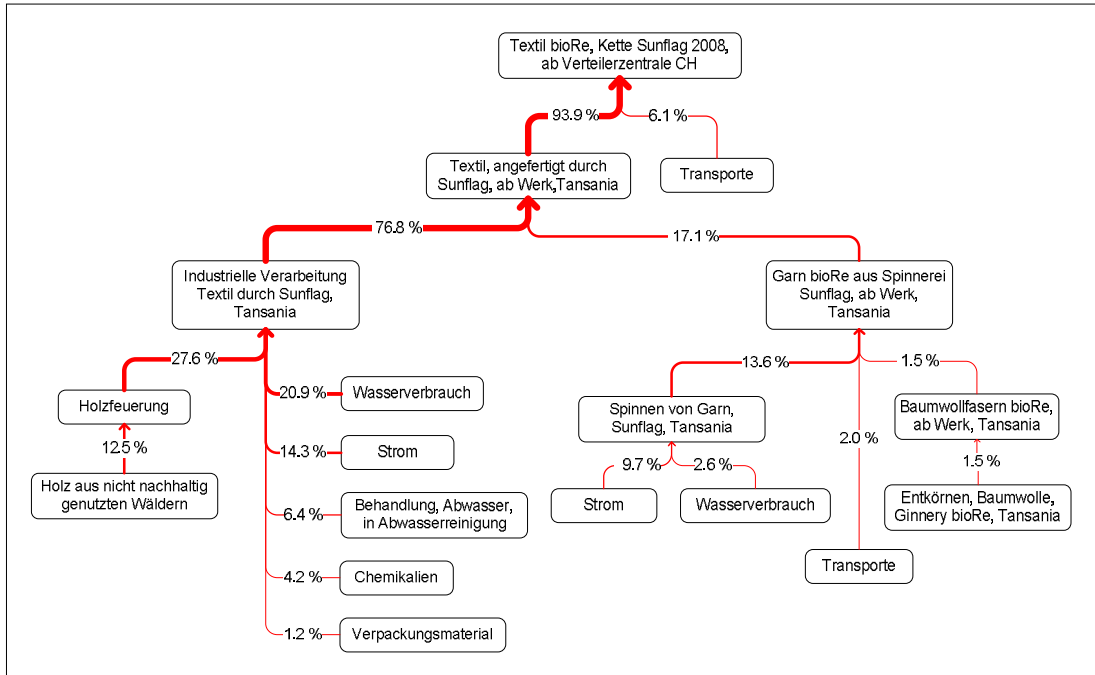 Textil bioRe, Kette Sunflag 2008,
ab Verteilerzentrale CH
93.9 %
6.1 %
Textil, angefertigt durch
Sunflag, ab Werk,Tansania
Transporte
76.8 %
17.1 %
Industrielle Verarbeitung
Textil durch Sunflag,
Tansania
Garn bioRe aus Spinnerei
Sunflag, ab Werk,
Tansania
27.6 %
13.6 %
1.5 %
Holzfeuerung
20.9 %
Wasserverbrauch
Spinnen von Garn,
Sunflag, Tansania
Baumwollfasern bioRe,
ab Werk, Tansania
12.5 %
2.0 %
14.3 %
Strom
9.7 %
2.6 %
1.5 %
Holz aus nicht nachhaltig
genutzten Wäldern
Strom
Wasserverbrauch
Entkörnen, Baumwolle,
Ginnery bioRe, Tansania
6.4 %
Behandlung, Abwasser,
in Abwasserreinigung
Transporte
4.2 %
Chemikalien
1.2 %
Verpackungsmaterial